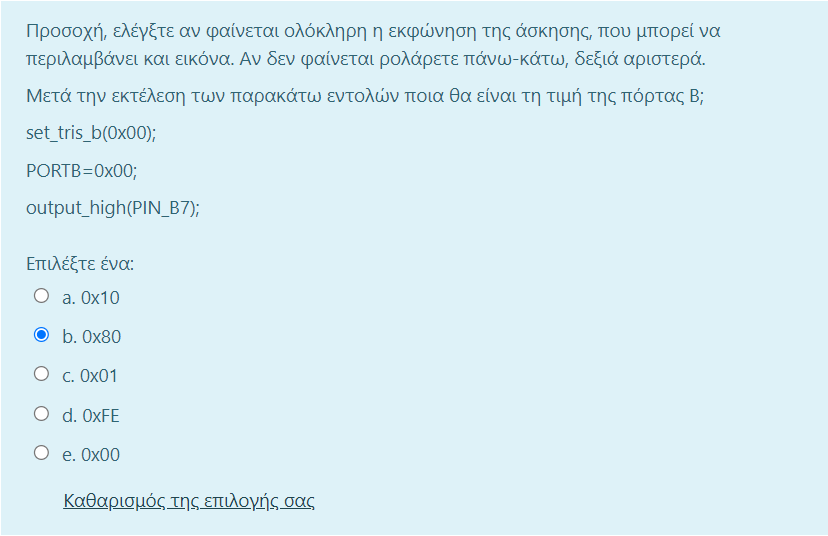 Προσοχή, ελέγξτε αν φαίνεται ολόκληρη η εκφώνηση της άσκησης, που μπορεί να
περιλαμβάνει και εικόνα. Αν δεν φαίνεται ρολάρετε πάνω-κάτω, δεξιά αριστερά.
Μετά την εκτέλεση των παρακάτω εντολών ποια θα είναι τη τιμή της πόρτας Β;
set_tris_b(0x00);
PORTB=0x00;
output_high(PIN_B7);
Επιλέξτε ένα:
a. 0x10
b. 0x80
c. 0x01
d. 0xFE
e. 0x00
Καθαρισμός της επιλογής σας